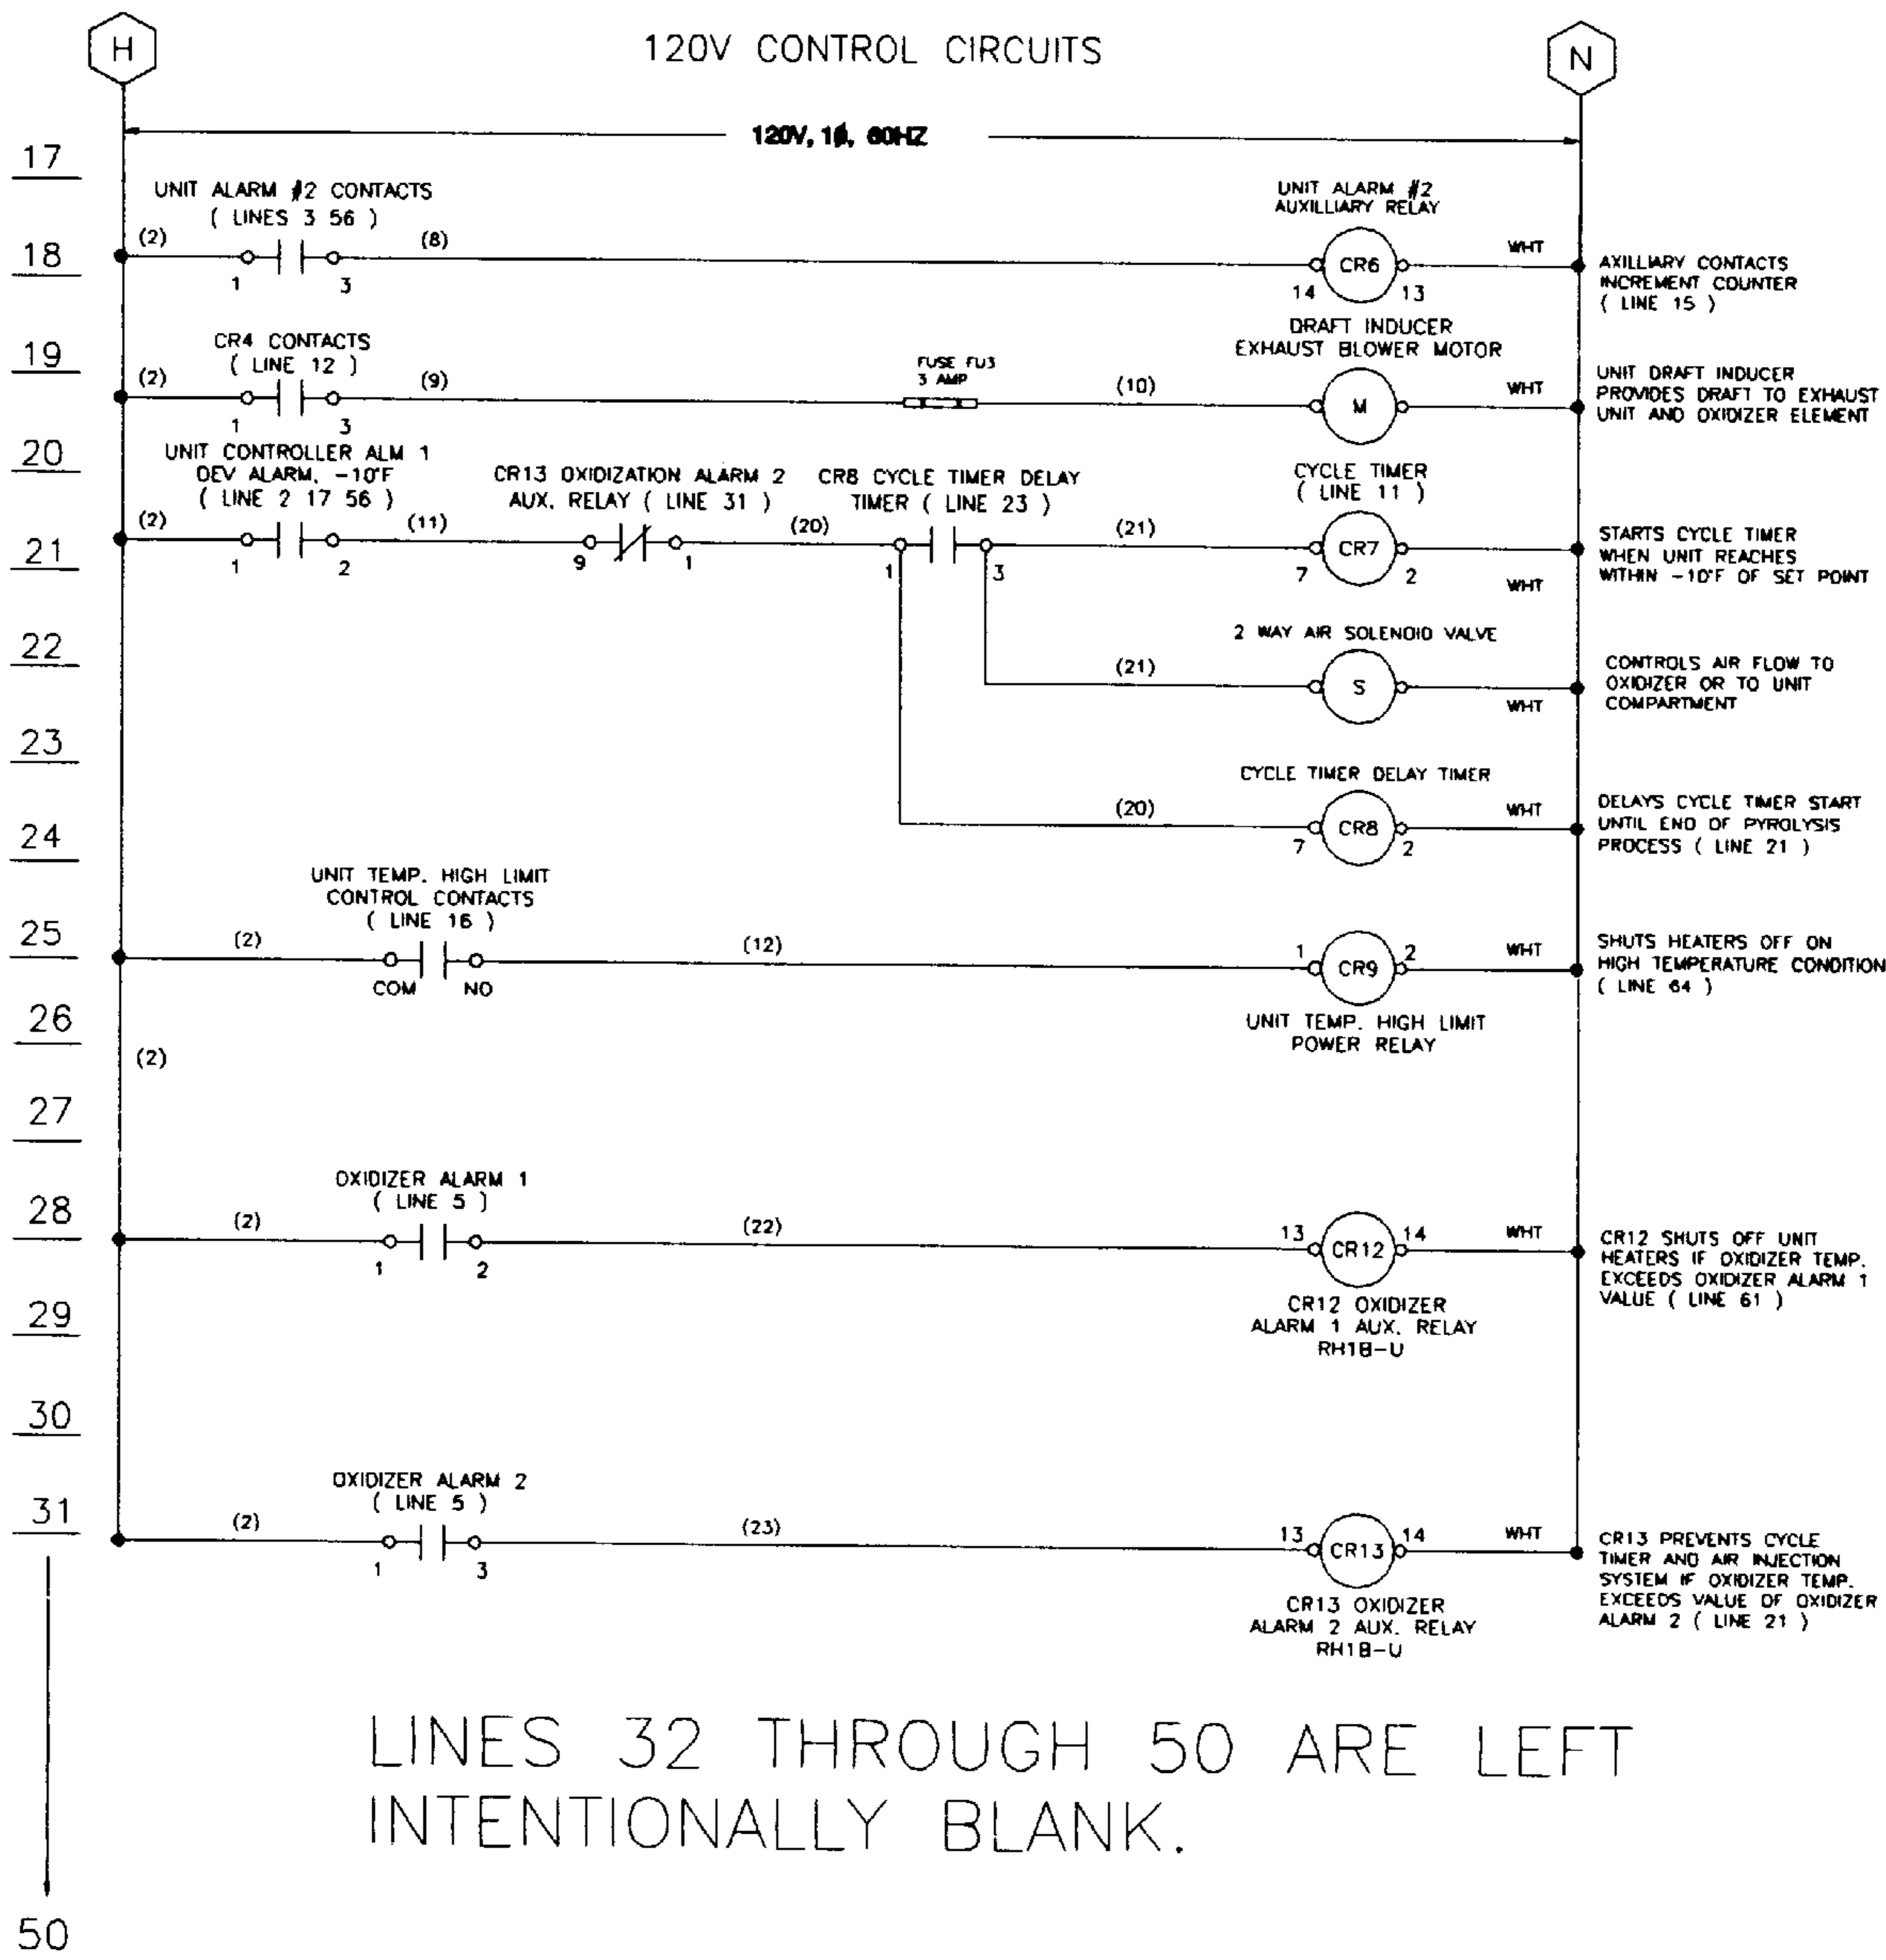 H
120V CONTROL CIRCUITS
N
120V, 1ø, 60HZ
17
UNIT ALARM #2 CONTACTS
( LINES 3 56 )
UNIT ALARM #2
AUXILLIARY RELAY
18
(2)
1
3
(8)
14
CR6
13
WHT
AXILLIARY CONTACTS
INCREMENT COUNTER
( LINE 15 )
19
CR4 CONTACTS
( LINE 12 )
DRAFT INDUCER
EXHAUST BLOWER MOTOR
(2)
1
3
(9)
FUSE FU3
3 AMP
(10)
M
WHT
UNIT DRAFT INDUCER
PROVIDES DRAFT TO EXHAUST
UNIT AND OXIDIZER ELEMENT
20
UNIT CONTROLLER ALM 1
DEV ALARM, -10°F
( LINE 2 17 56 )
CR13 OXIDIZATION ALARM 2
AUX. RELAY ( LINE 31 )
CR8 CYCLE TIMER DELAY
TIMER ( LINE 23 )
CYCLE TIMER
( LINE 11 )
21
(2)
1
2
(11)
9
1
(20)
1
3
(21)
7
CR7
2
WHT
STARTS CYCLE TIMER
WHEN UNIT REACHES
WITHIN -10°F OF SET POINT
22
2 WAY AIR SOLENOID VALVE
(21)
S
WHT
CONTROLS AIR FLOW TO
OXIDIZER OR TO UNIT
COMPARTMENT
23
CYCLE TIMER DELAY TIMER
(20)
7
CR8
2
WHT
DELAYS CYCLE TIMER START
UNTIL END OF PYROLYSIS
PROCESS ( LINE 21 )
24
UNIT TEMP. HIGH LIMIT
CONTROL CONTACTS
( LINE 16 )
25
(2)
COM
NO
(12)
1
CR9
2
WHT
SHUTS HEATERS OFF ON
HIGH TEMPERATURE CONDITION
( LINE 64 )
UNIT TEMP. HIGH LIMIT
POWER RELAY
26
(2)
27
OXIDIZER ALARM 1
( LINE 5 )
28
(2)
1
2
(22)
13
CR12
14
WHT
CR12 SHUTS OFF UNIT
HEATERS IF OXIDIZER TEMP.
EXCEEDS OXIDIZER ALARM 1
VALUE ( LINE 61 )
CR12 OXIDIZER
ALARM 1 AUX. RELAY
RH1B-U
29
30
OXIDIZER ALARM 2
( LINE 5 )
31
(2)
1
3
(23)
13
CR13
14
WHT
CR13 PREVENTS CYCLE
TIMER AND AIR INJECTION
SYSTEM IF OXIDIZER TEMP.
EXCEEDS VALUE OF OXIDIZER
ALARM 2 ( LINE 21 )
CR13 OXIDIZER
ALARM 2 AUX. RELAY
RH1B-U
LINES 32 THROUGH 50 ARE LEFT
INTENTIONALLY BLANK.
50